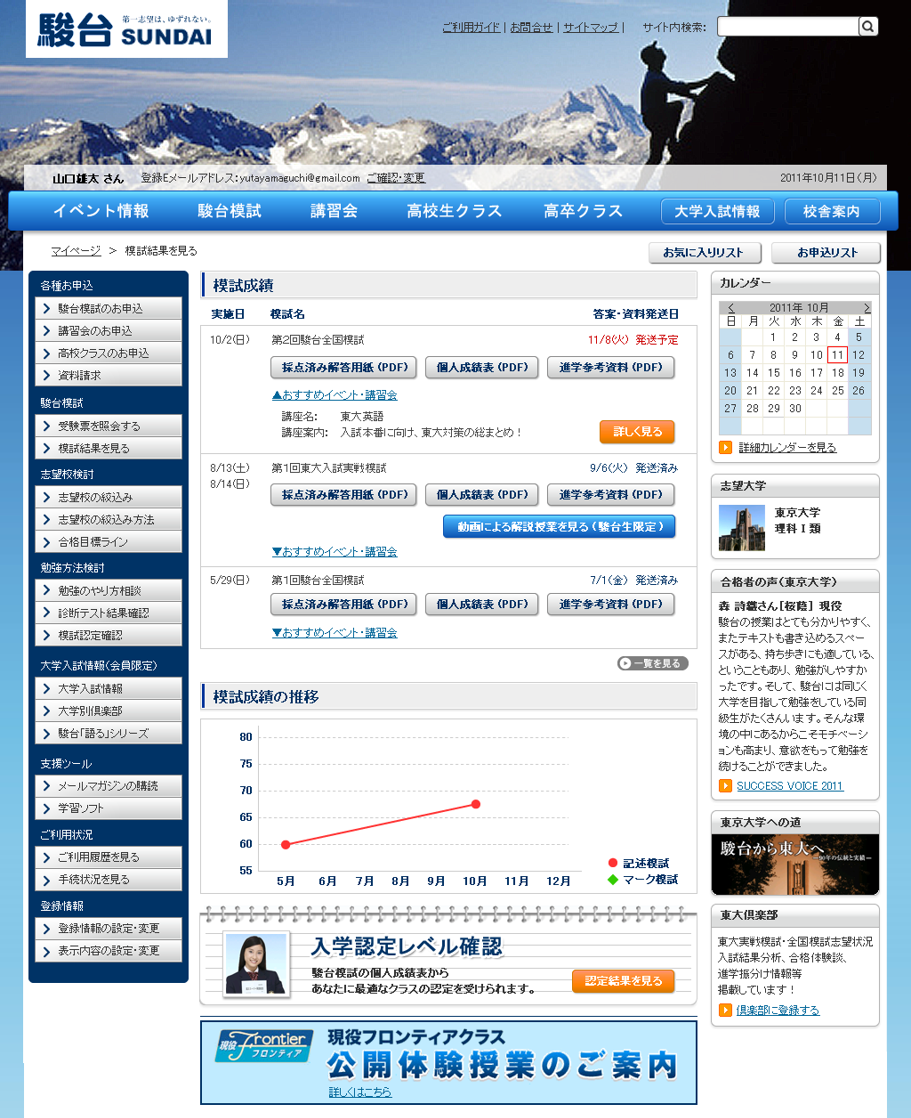 駿台
第一志望は、ゆずれない。
SUNDAI
ご利用ガイド | お問合せ | サイトマップ | サイト内検索:
山口雄太 さん 登録Eメールアドレス:yutayamaguchi@gmail.com ご確認・変更
2011年10月11日(月)
イベント情報 駿台模試 講習会 高校生クラス 高卒クラス 大学入試情報 校舎案内
マイページ > 模試結果を見る
お気に入りリスト お申込リスト
各種お申込
駿台模試のお申込
講習会のお申込
高校クラスのお申込
資料請求
駿台模試
受験票を照会する
模試結果を見る
志望校検討
志望校の絞込み
志望校の絞込み方法
合格目標ライン
勉強方法検討
勉強のやり方相談
診断テスト結果確認
模試認定確認
大学入試情報(会員限定)
大学入試情報
大学別倶楽部
駿台「語る」シリーズ
支援ツール
メールマガジンの購読
学習ソフト
ご利用状況
ご利用履歴を見る
手続状況を見る
登録情報
登録情報の設定・変更
表示内容の設定・変更
模試成績
実施日 模試名 答案・資料発送日
10/2(日) 第2回駿台全国模試 11/8(火) 発送予定
採点済み解答用紙(PDF) 個人成績表(PDF) 進学参考資料(PDF)
▲おすすめイベント・講習会
講座名: 東大英語
講座案内: 入試本番に向け、東大対策の総まとめ!
詳しく見る
8/13(土) 第1回東大入試実戦模試 9/6(火) 発送済み
8/14(日)
採点済み解答用紙(PDF) 個人成績表(PDF) 進学参考資料(PDF)
動画による解説授業を見る(駿台生限定)
▼おすすめイベント・講習会
5/29(日) 第1回駿台全国模試 7/1(金) 発送済み
採点済み解答用紙(PDF) 個人成績表(PDF) 進学参考資料(PDF)
▼おすすめイベント・講習会
一覧を見る
模試成績の推移
80
75
70
65
60
55
5月 6月 7月 8月 9月 10月 11月 12月
記述模試
マーク模試
入学認定レベル確認
駿台模試の個人成績表から
あなたに最適なクラスの認定を受けられます。
認定結果を見る
現役 Frontier フロンティア
現役フロンティアクラス
公開体験授業のご案内
詳しくはこちら
カレンダー
< 2011年 10月 >
日 月 火 水 木 金 土
1 2 3 4 5
6 7 8 9 10 11 12
13 14 15 16 17 18 19
20 21 22 23 24 25 26
27 28 29 30
詳細カレンダーを見る
志望大学
東京大学
理科Ⅰ類
合格者の声(東京大学)
森 詩織さん[桜蔭] 現役
駿台の授業はとても分かりやすく、
またテキストも書き込めるスペー
スがある、持ち歩きにも適している、
ということもあり、勉強がしやすか
ったです。そして、駿台には同じく
大学を目指して勉強をしている同
級生がたくさんいます。そんな環
境の中にあるからこそモチベーシ
ョンも高まり、意欲をもって勉強を
続けることができました。
SUCCESS VOICE 2011
東京大学への道
駿台から東大へ
90年の伝統と実績
東大倶楽部
東大実戦模試・全国模試志望状況
入試結果分析、合格体験談、
進学振分け情報等
掲載しています!
倶楽部に登録する